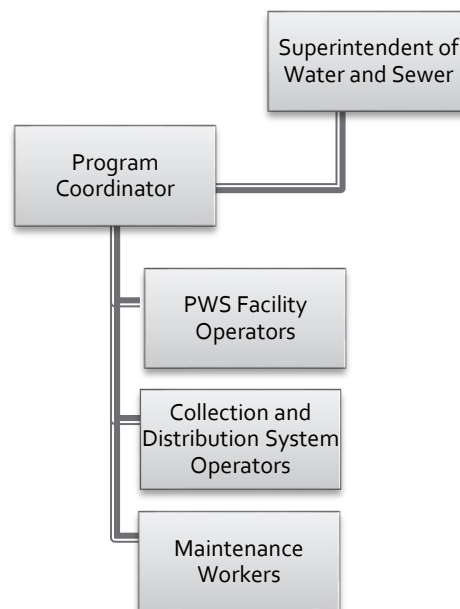 Superintendent of
Water and Sewer
Program
Coordinator
PWS Facility
Operators
Collection and
Distribution System
Operators
Maintenance
Workers